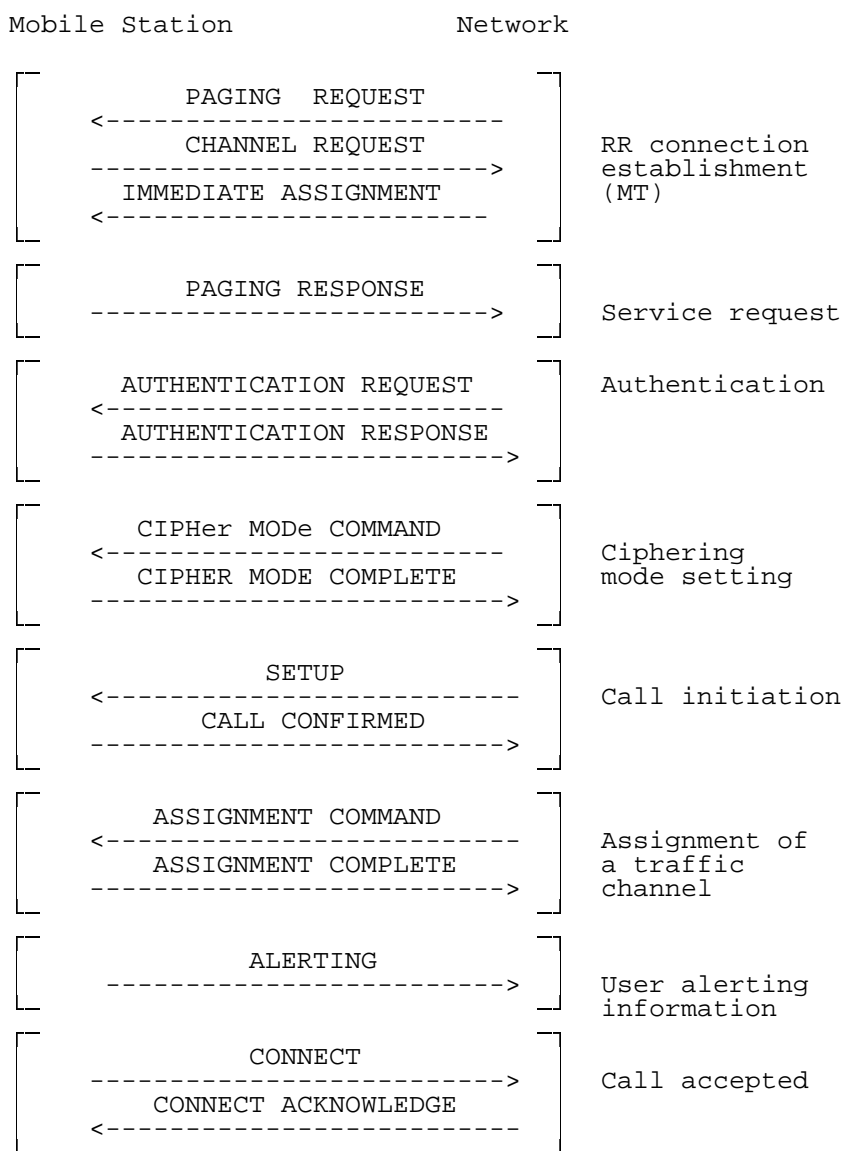 Mobile Station Network
PAGING REQUEST
<-------------------------
CHANNEL REQUEST
------------------------->
IMMEDIATE ASSIGNMENT
<------------------------
RR connection
establishment
(MT)
PAGING RESPONSE
------------------------->
Service request
AUTHENTICATION REQUEST
<-------------------------
AUTHENTICATION RESPONSE
-------------------------->
Authentication
CIPHer MODe COMMAND
<-------------------------
CIPHER MODE COMPLETE
-------------------------->
Ciphering
mode setting
SETUP
<--------------------------
CALL CONFIRMED
-------------------------->
Call initiation
ASSIGNMENT COMMAND
<--------------------------
ASSIGNMENT COMPLETE
-------------------------->
Assignment of
a traffic
channel
ALERTING
------------------------->
User alerting
information
CONNECT
-------------------------->
CONNECT ACKNOWLEDGE
<--------------------------
Call accepted